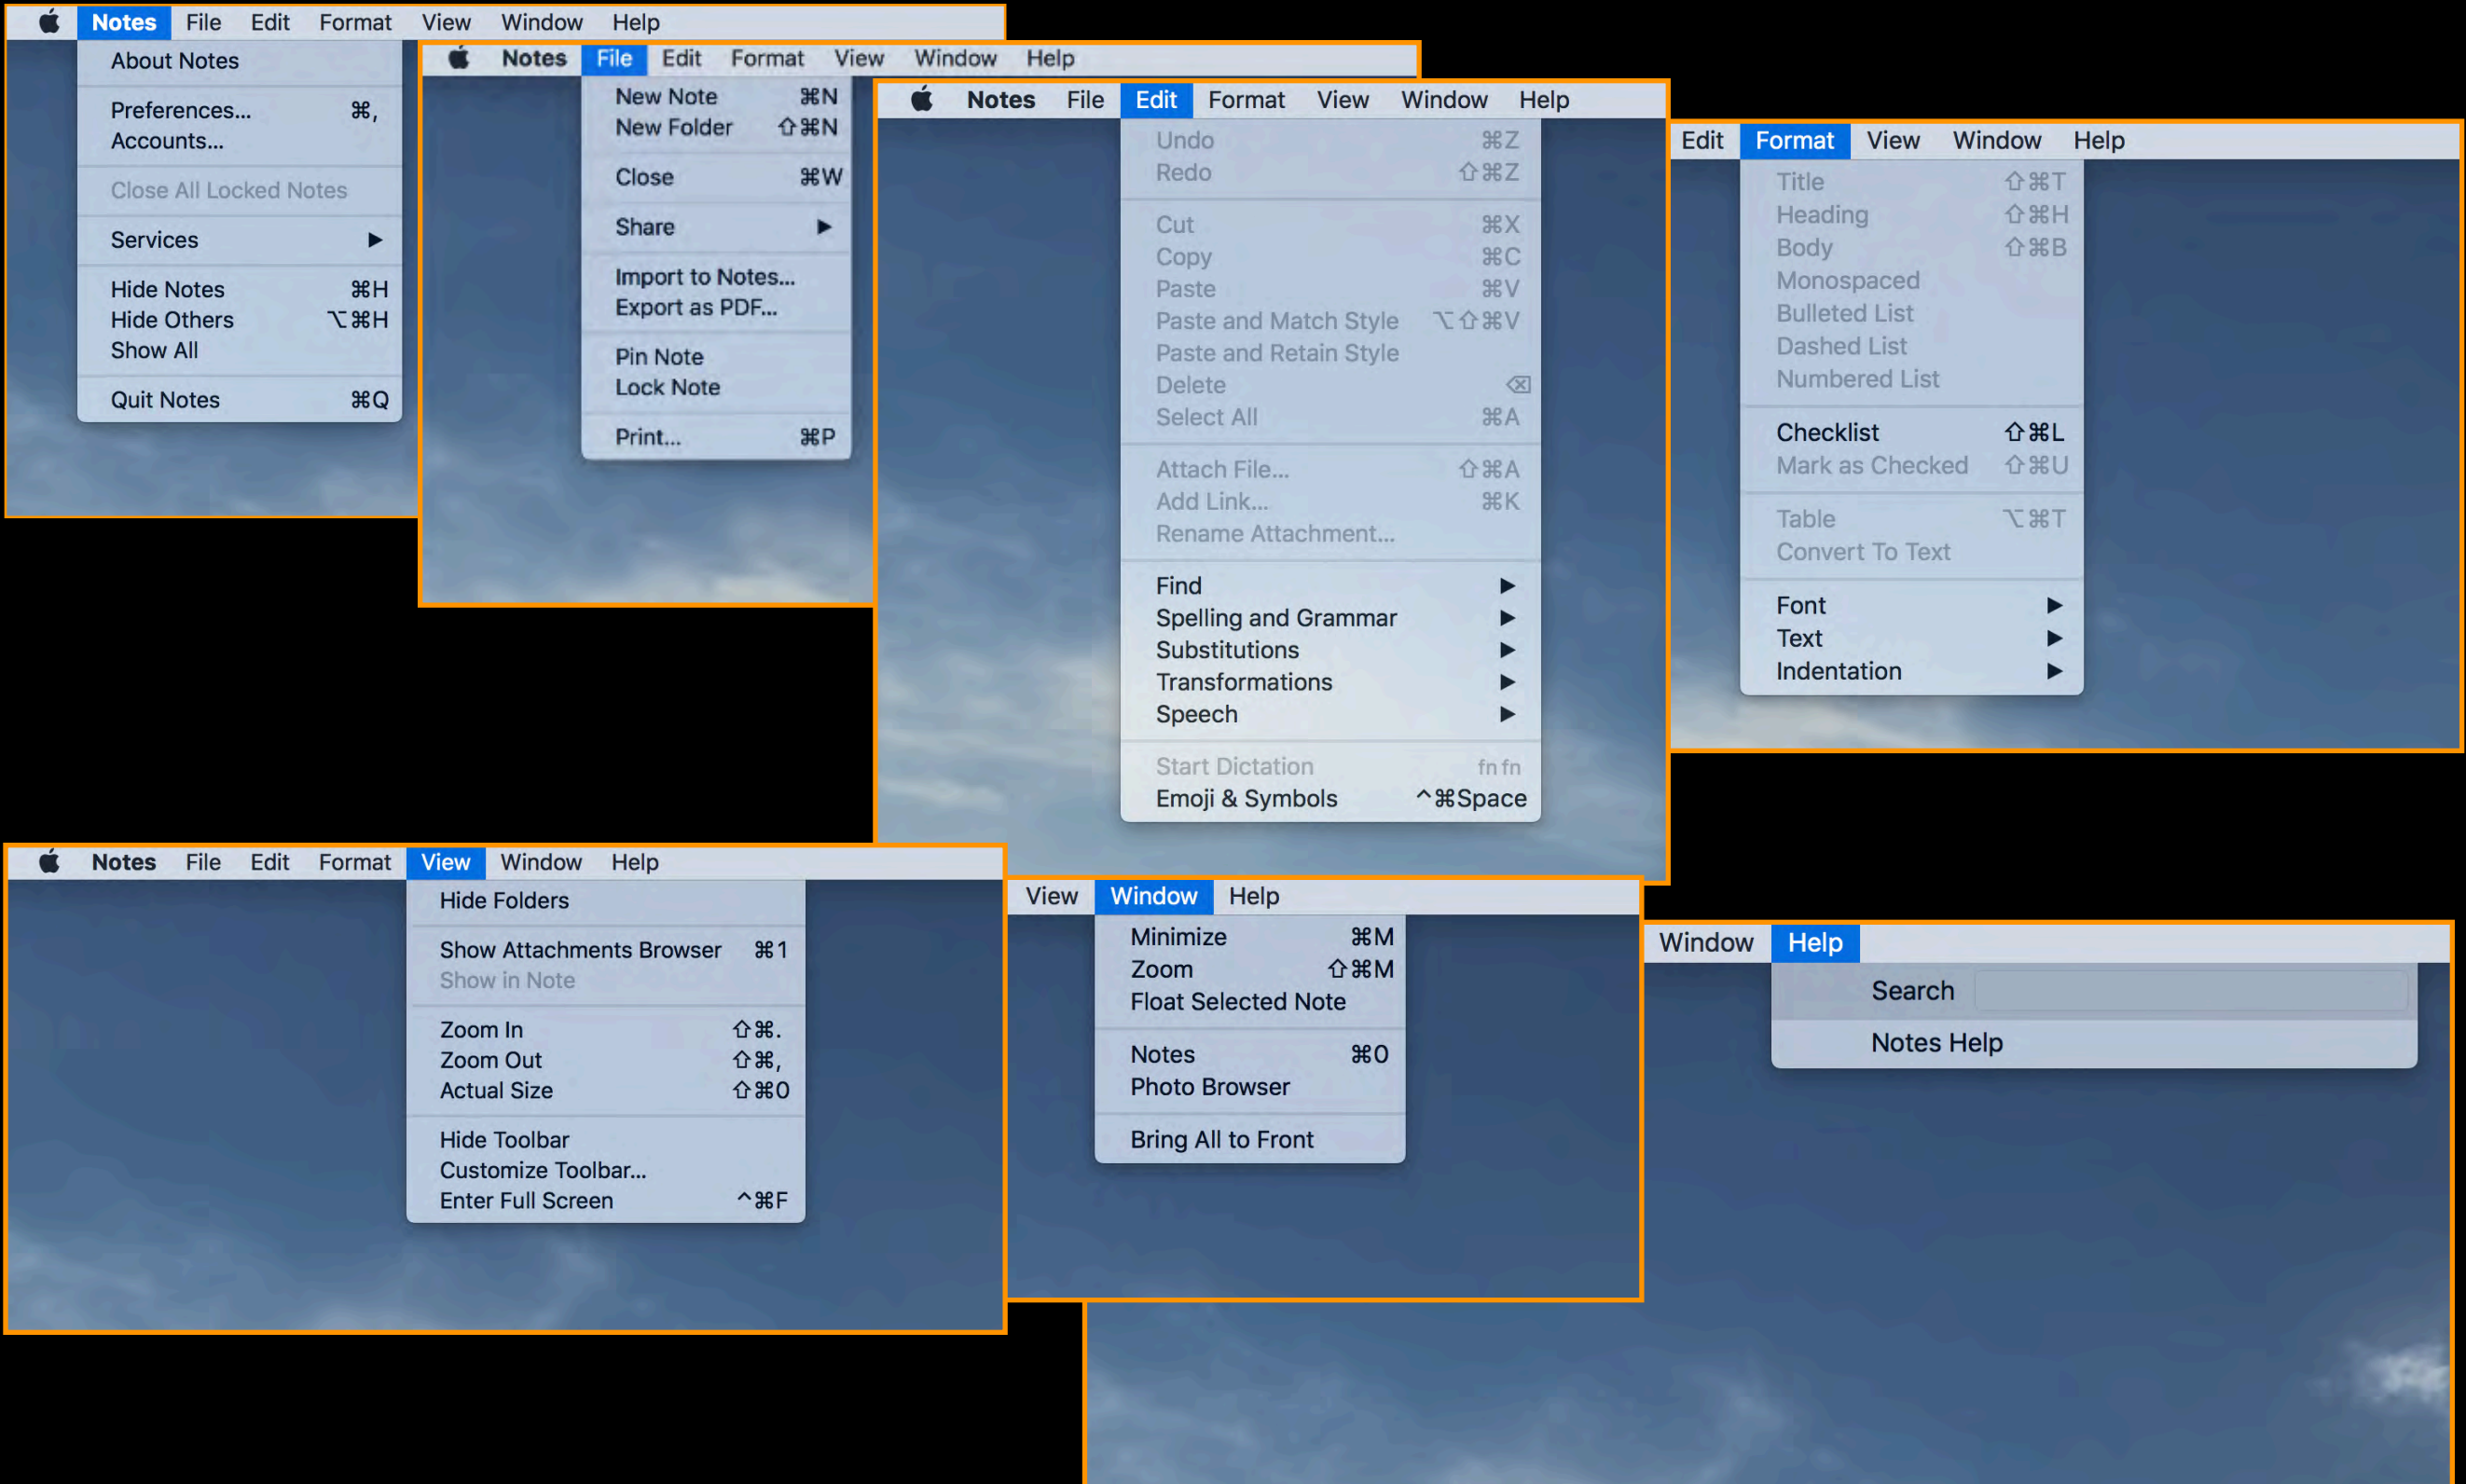 Notes File Edit Format View Window Help
About Notes
Preferences... ⌘,
Accounts...
Close All Locked Notes
Services ▶
Hide Notes ⌘H
Hide Others ⌥⌘H
Show All
Quit Notes ⌘Q
Notes File Edit Format View Window Help
New Note ⌘N
New Folder ⇧⌘N
Close ⌘W
Share ▶
Import to Notes...
Export as PDF...
Pin Note
Lock Note
Print... ⌘P
Notes File Edit Format View Window Help
Undo ⌘Z
Redo ⇧⌘Z
Cut ⌘X
Copy ⌘C
Paste ⌘V
Paste and Match Style ⌥⇧⌘V
Paste and Retain Style
Delete ⌫
Select All ⌘A
Attach File... ⇧⌘A
Add Link... ⌘K
Rename Attachment...
Find ▶
Spelling and Grammar ▶
Substitutions ▶
Transformations ▶
Speech ▶
Start Dictation fn fn
Emoji & Symbols ^⌘Space
Edit Format View Window Help
Title ⇧⌘T
Heading ⇧⌘H
Body ⇧⌘B
Monospaced
Bulleted List
Dashed List
Numbered List
Checklist ⇧⌘L
Mark as Checked ⇧⌘U
Table ⌥⌘T
Convert To Text
Font ▶
Text ▶
Indentation ▶
Notes File Edit Format View Window Help
Hide Folders
Show Attachments Browser ⌘1
Show in Note
Zoom In ⇧⌘.
Zoom Out ⇧⌘,
Actual Size ⇧⌘0
Hide Toolbar
Customize Toolbar...
Enter Full Screen ^⌘F
View Window Help
Minimize ⌘M
Zoom ⇧⌘M
Float Selected Note
Notes ⌘0
Photo Browser
Bring All to Front
Window Help
Search
Notes Help